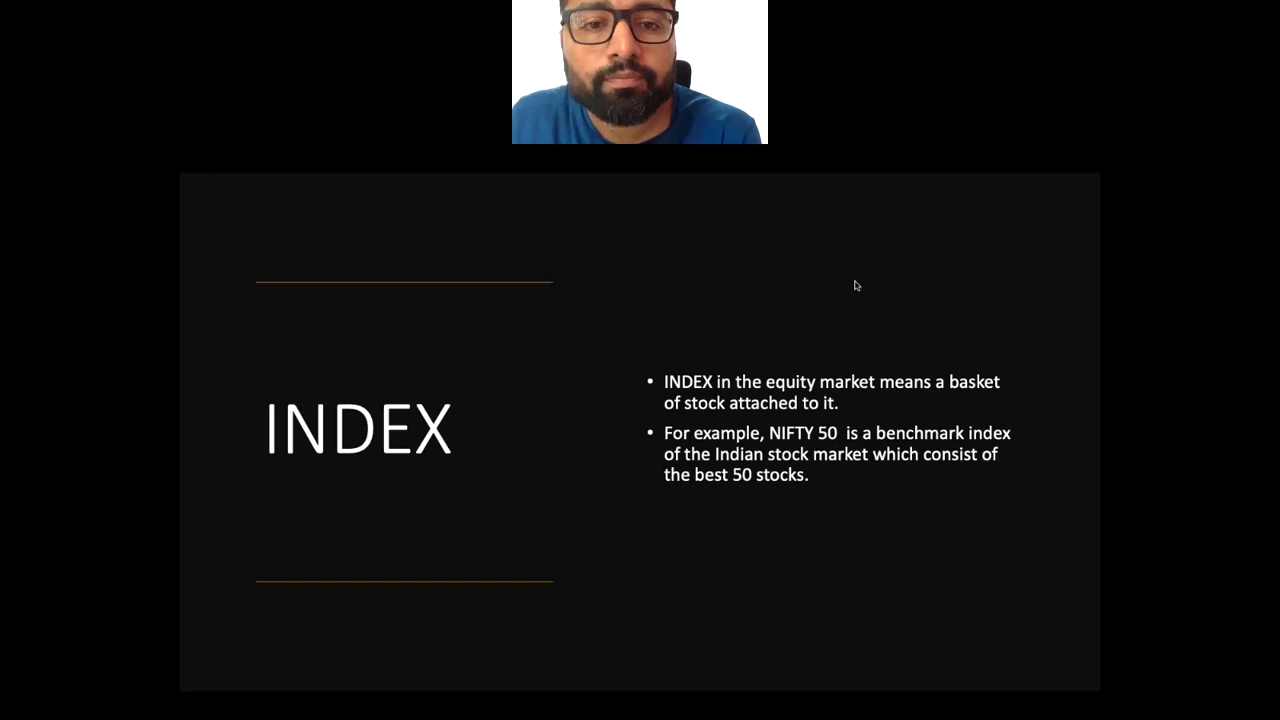 INDEX
• INDEX in the equity market means a basket
of stock attached to it.
• For example, NIFTY 50  is a benchmark index
of the Indian stock market which consist of
the best 50 stocks.